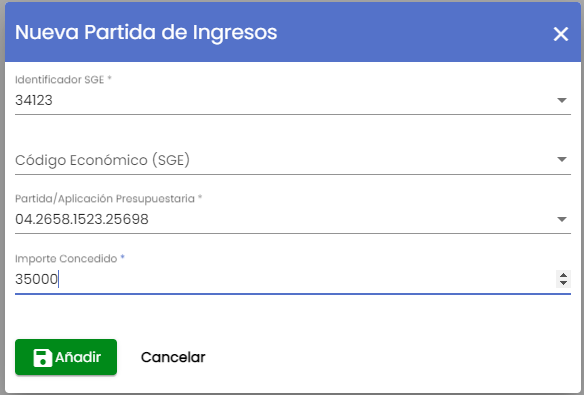 Nueva Partida de Ingresos
Identificador SGE *
34123
Código Económico (SGE)
Partida/Aplicación Presupuestaria *
04.2658.1523.25698
Importe Concedido *
35000
Añadir Cancelar